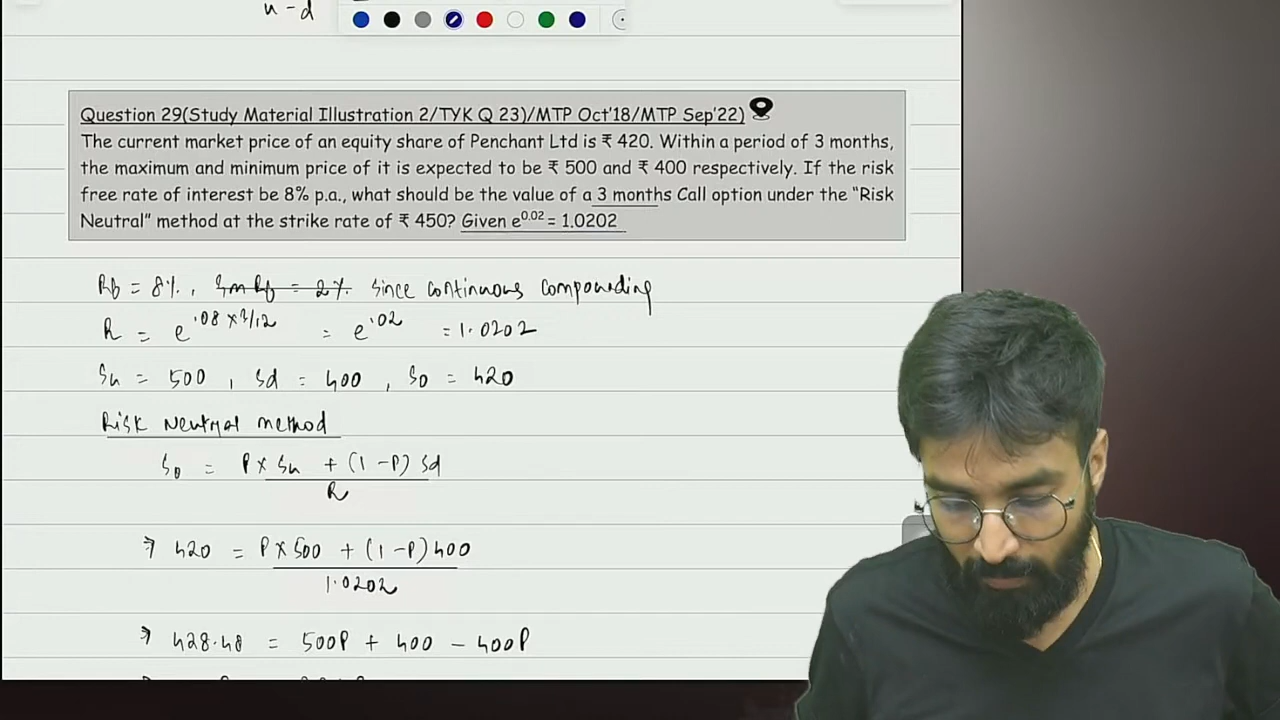 u - d
Question 29(Study Material Illustration 2/TYK Q 23)/MTP Oct'18/MTP Sep'22)
The current market price of an equity share of Penchant Ltd is ₹ 420. Within a period of 3 months,
the maximum and minimum price of it is expected to be ₹ 500 and ₹ 400 respectively. If the risk
free rate of interest be 8% p.a., what should be the value of a 3 months Call option under the “Risk
Neutral” method at the strike rate of ₹ 450? Given e^0.02 = 1.0202
Rf = 8%, 3m Rf = 2%. since continuous compounding
R = e^.08 x 3/12 = e^.02 = 1.0202
Su = 500, Sd = 400, S0 = 420
Risk Neutral method
S0 = P x Su + (1 - P) Sd
R
⇒ 420 = P x 500 + (1 - P) 400
1.0202
⇒ 428.48 = 500P + 400 - 400P